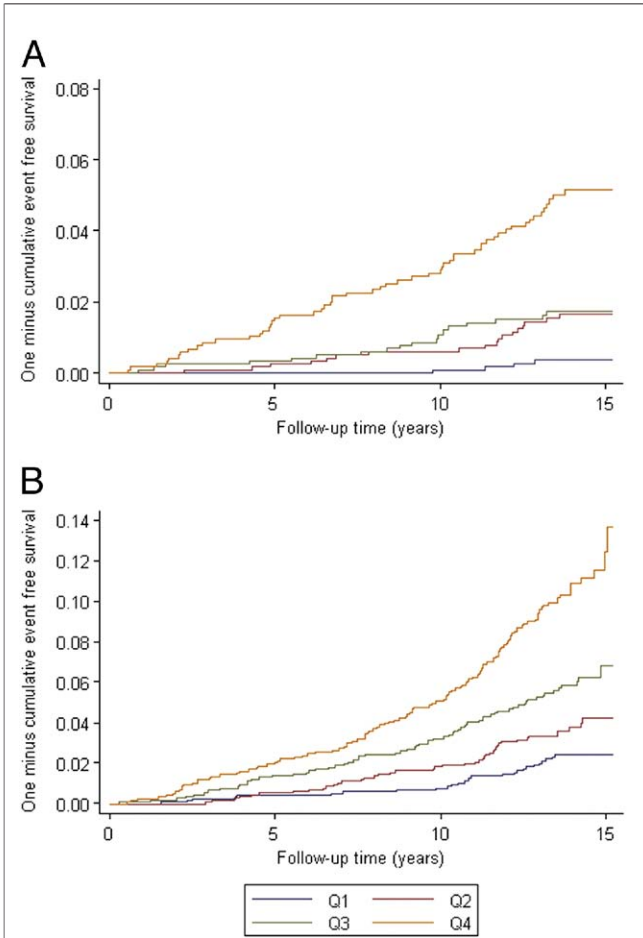 A
One minus cumulative event free survival
0.08
0.06
0.04
0.02
0.00
0 5 10 15
Follow-up time (years)
B
One minus cumulative event free survival
0.14
0.12
0.10
0.08
0.06
0.04
0.02
0.00
0 5 10 15
Follow-up time (years)
Q1 Q2
Q3 Q4